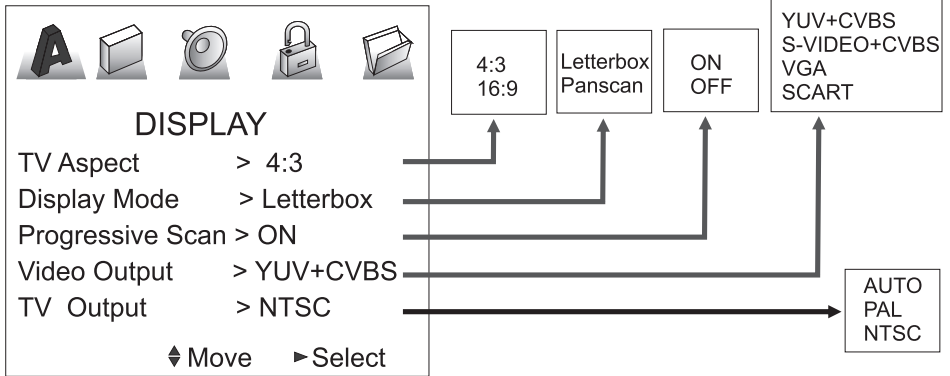 A
DISPLAY
TV Aspect > 4:3
Display Mode > Letterbox
Progressive Scan > ON
Video Output > YUV+CVBS
TV Output > NTSC
Move Select
4:3
16:9
Letterbox
Panscan
ON
OFF
YUV+CVBS
S-VIDEO+CVBS
VGA
SCART
AUTO
PAL
NTSC